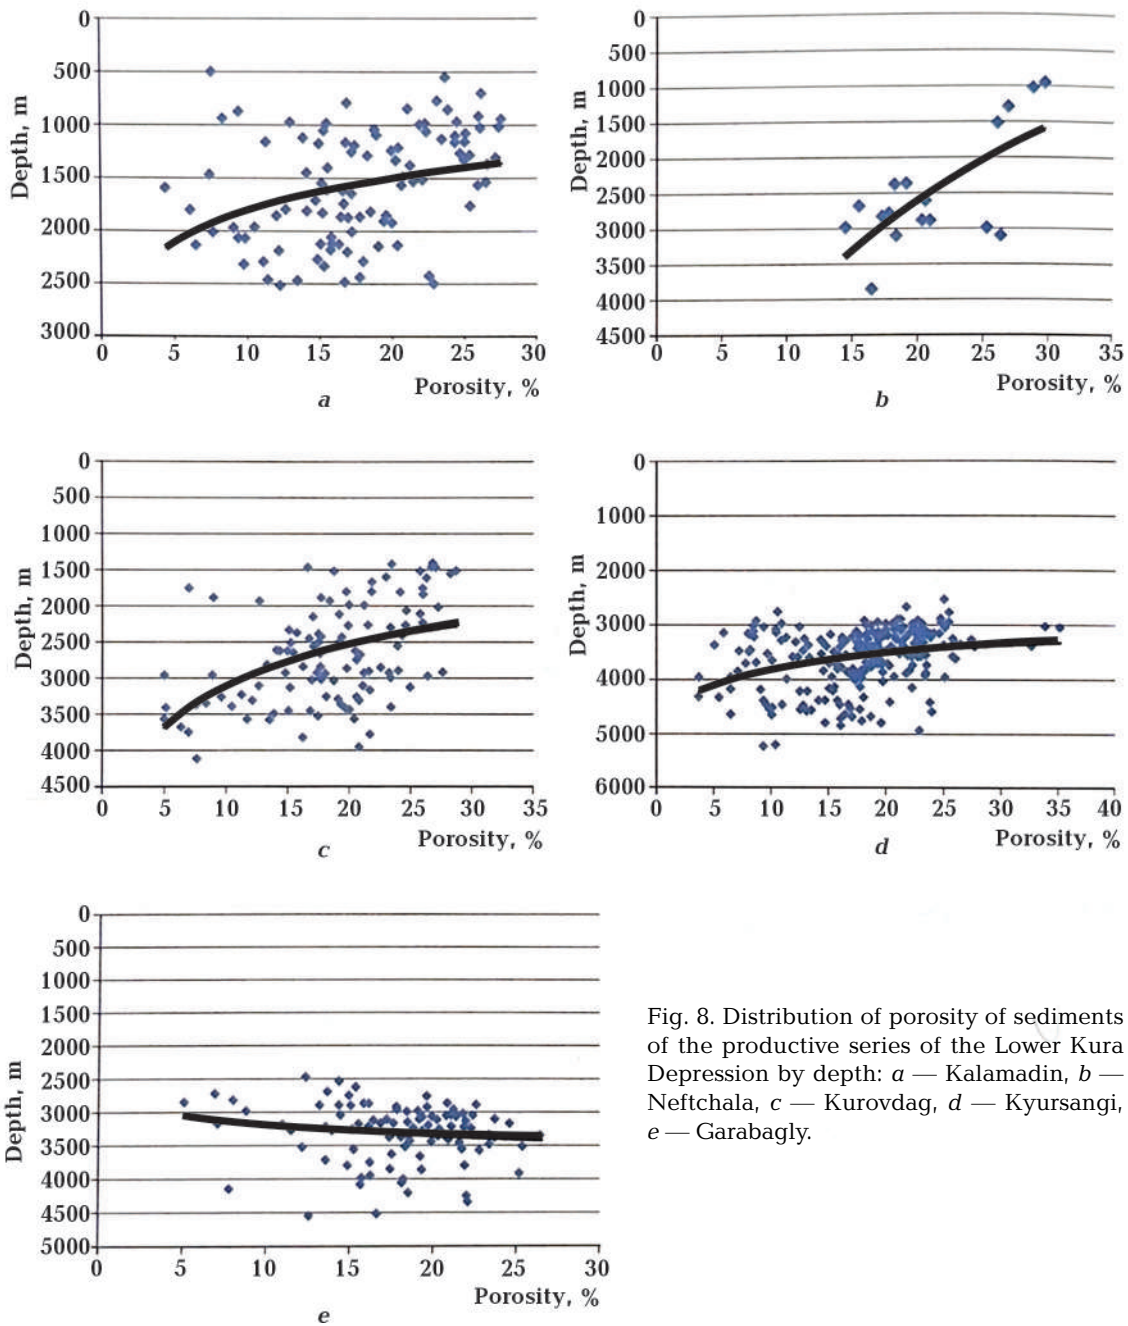 0
500
1000
1500
2000
2500
3000
Depth, m
0 5 10 15 20 25 30
Porosity, %
a
0
500
1000
1500
2000
2500
3000
3500
4000
4500
Depth, m
0 5 10 15 20 25 30 35
Porosity, %
b
0
500
1000
1500
2000
2500
3000
3500
4000
4500
Depth, m
0 5 10 15 20 25 30 35
Porosity, %
c
0
1000
2000
3000
4000
5000
6000
Depth, m
0 5 10 15 20 25 30 35 40
Porosity, %
d
0
500
1000
1500
2000
2500
3000
3500
4000
4500
5000
Depth, m
0 5 10 15 20 25 30
Porosity, %
e
Fig. 8. Distribution of porosity of sediments
of the productive series of the Lower Kura
Depression by depth: a — Kalamadin, b —
Neftchala, c — Kurovdag, d — Kyursangi,
e — Garabagly.